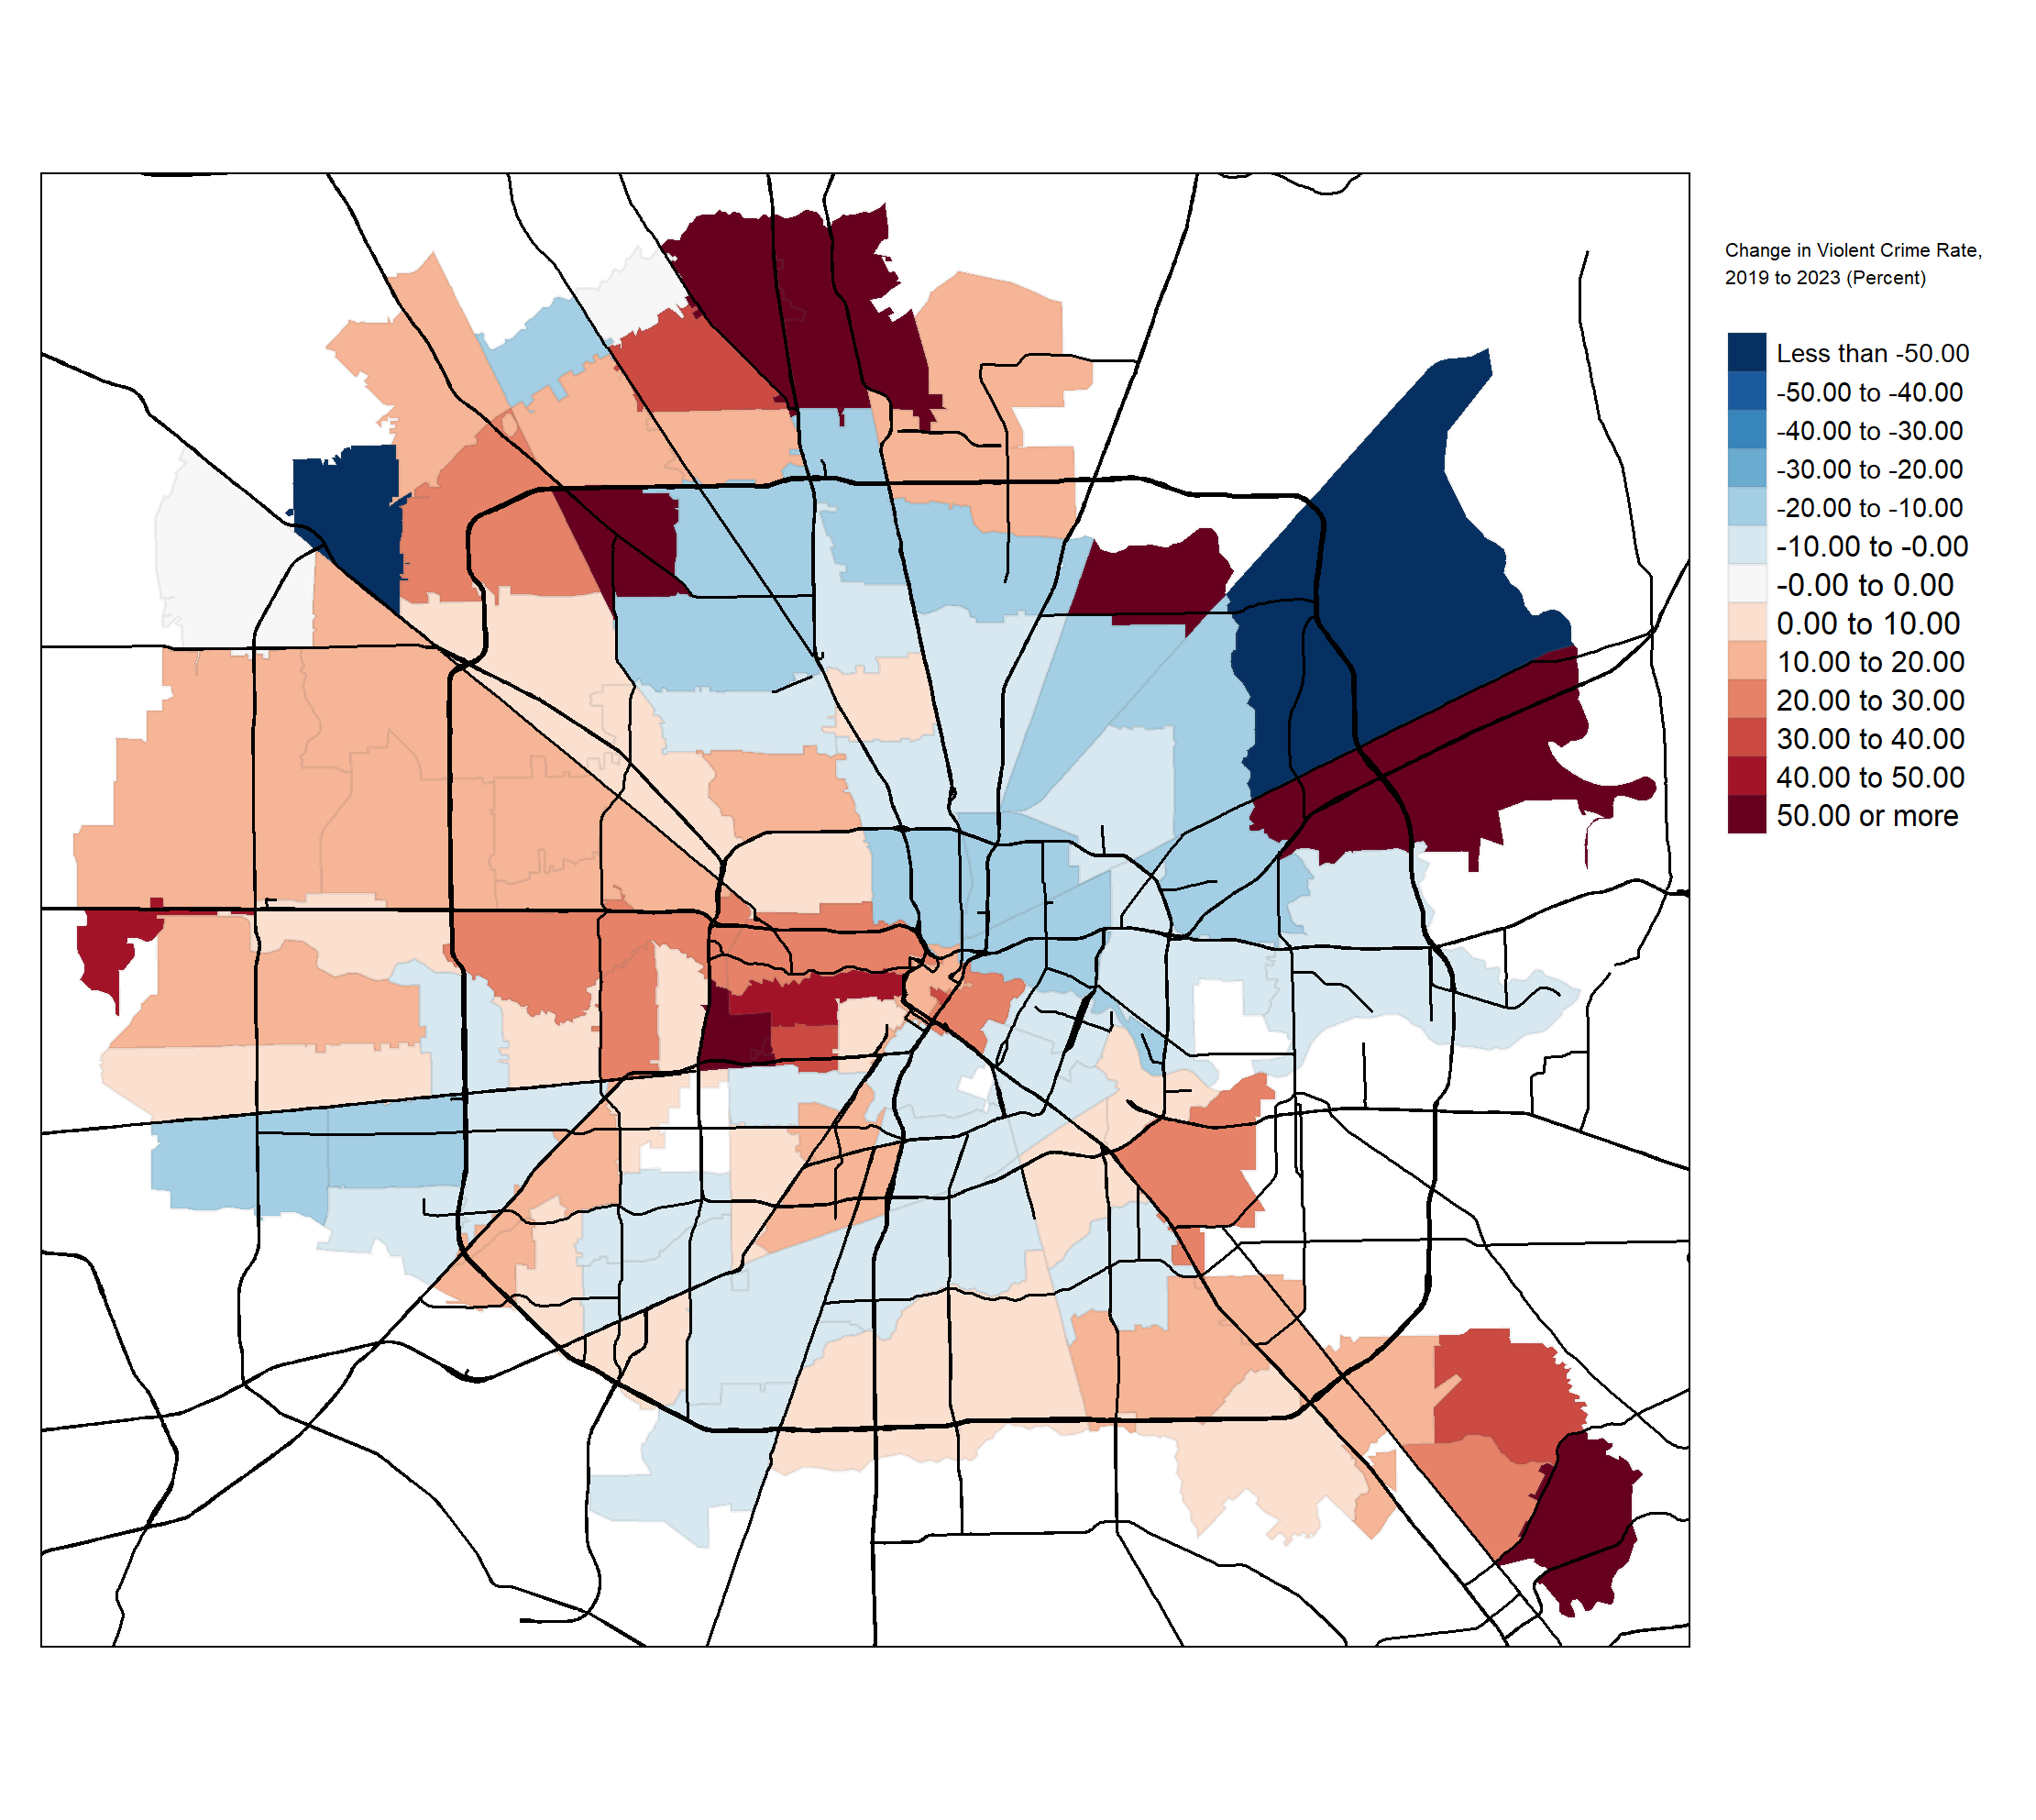 Change in Violent Crime Rate,
2019 to 2023 (Percent)
Less than -50.00
-50.00 to -40.00
-40.00 to -30.00
-30.00 to -20.00
-20.00 to -10.00
-10.00 to -0.00
-0.00 to 0.00
0.00 to 10.00
10.00 to 20.00
20.00 to 30.00
30.00 to 40.00
40.00 to 50.00
50.00 or more